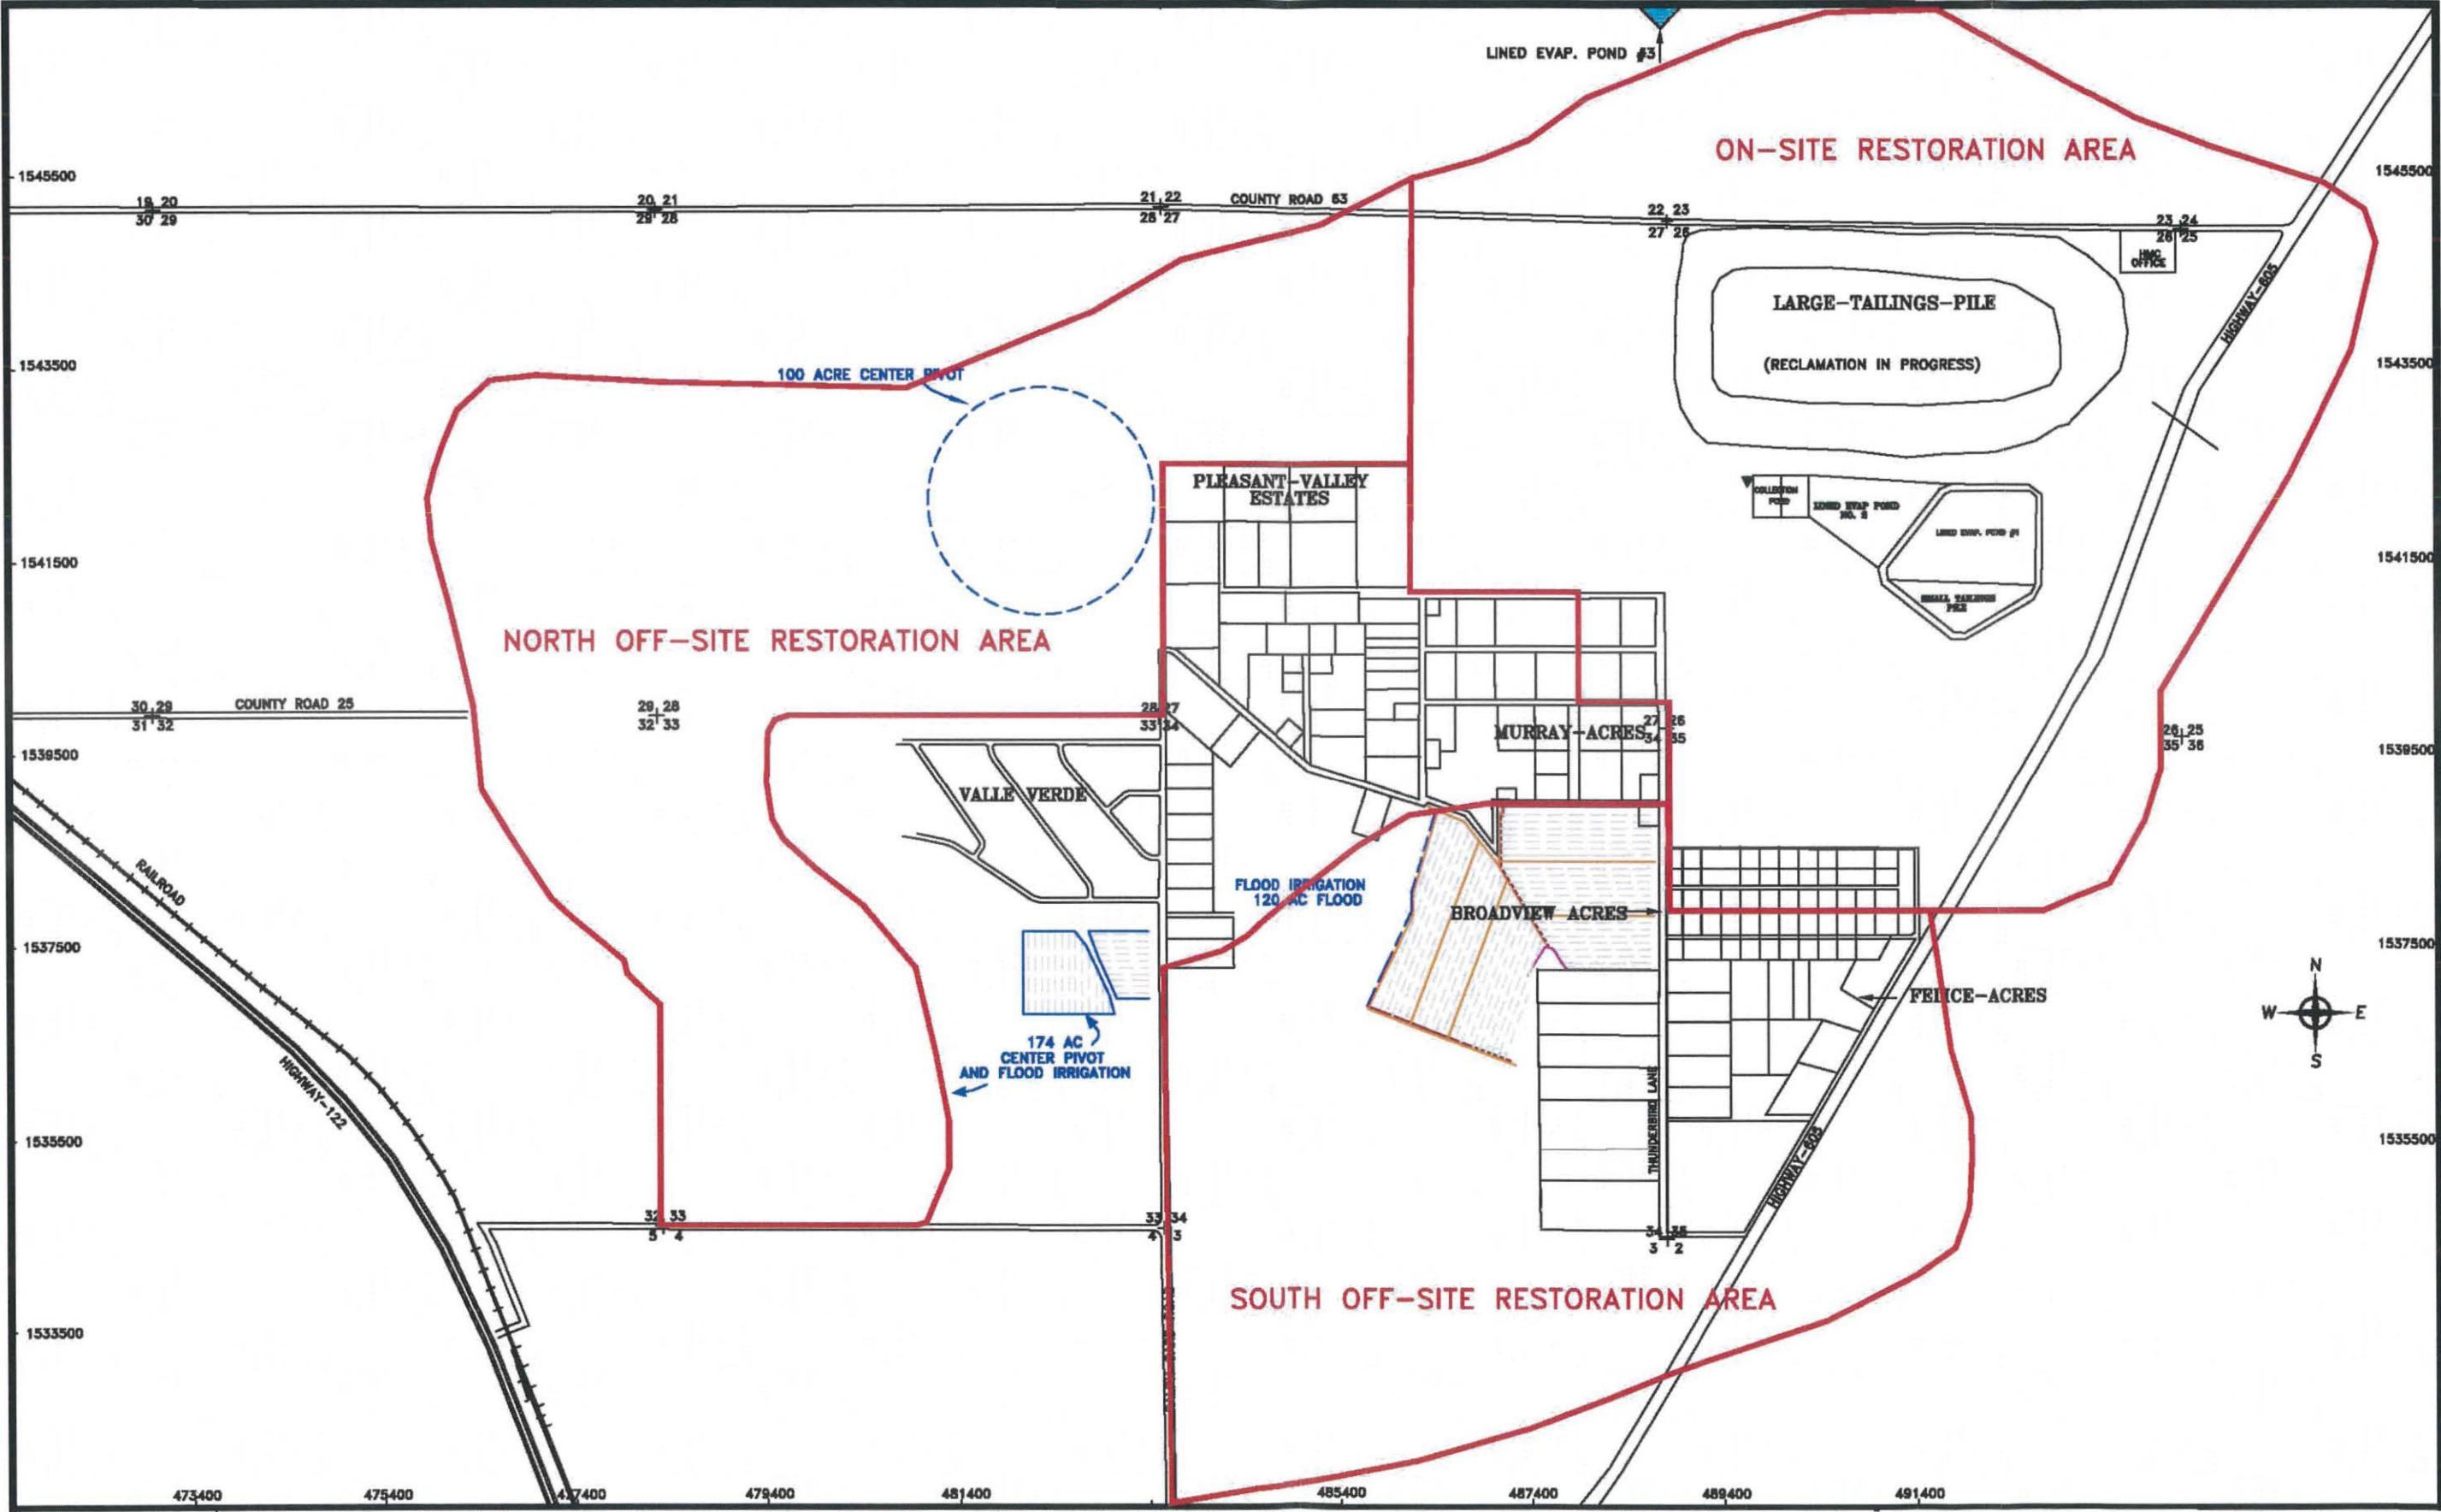 LINED EVAP. POND #3
ON-SITE RESTORATION AREA
1545500
1545500
19 20
30 29
20 21
29 28
21 22
28 27
COUNTY ROAD 63
22 23
27 26
23 24
26 25
HMC
OFFICE
HIGHWAY-605
LARGE-TAILINGS-PILE
(RECLAMATION IN PROGRESS)
1543500
1543500
100 ACRE CENTER PIVOT
PLEASANT-VALLEY
ESTATES
COLLECTION
POND
LINED EVAP POND
NO. 2
LINED EVAP. POND #1
SMALL TAILINGS
PILE
1541500
1541500
NORTH OFF-SITE RESTORATION AREA
30 29
31 32
COUNTY ROAD 25
29 28
32 33
28 27
33 34
MURRAY-ACRES
27 26
34 35
26 25
35 36
1539500
1539500
VALLE VERDE
RAILROAD
FLOOD IRRIGATION
120 AC FLOOD
BROADVIEW ACRES
1537500
1537500
FELICE-ACRES
N
W E
S
174 AC
CENTER PIVOT
AND FLOOD IRRIGATION
HIGHWAY-122
THUNDERBIRD LANE
HIGHWAY-605
1535500
1535500
32 33
5 4
33 34
4 3
34 35
3 2
SOUTH OFF-SITE RESTORATION AREA
1533500
473400
475400
477400
479400
481400
485400
487400
489400
491400